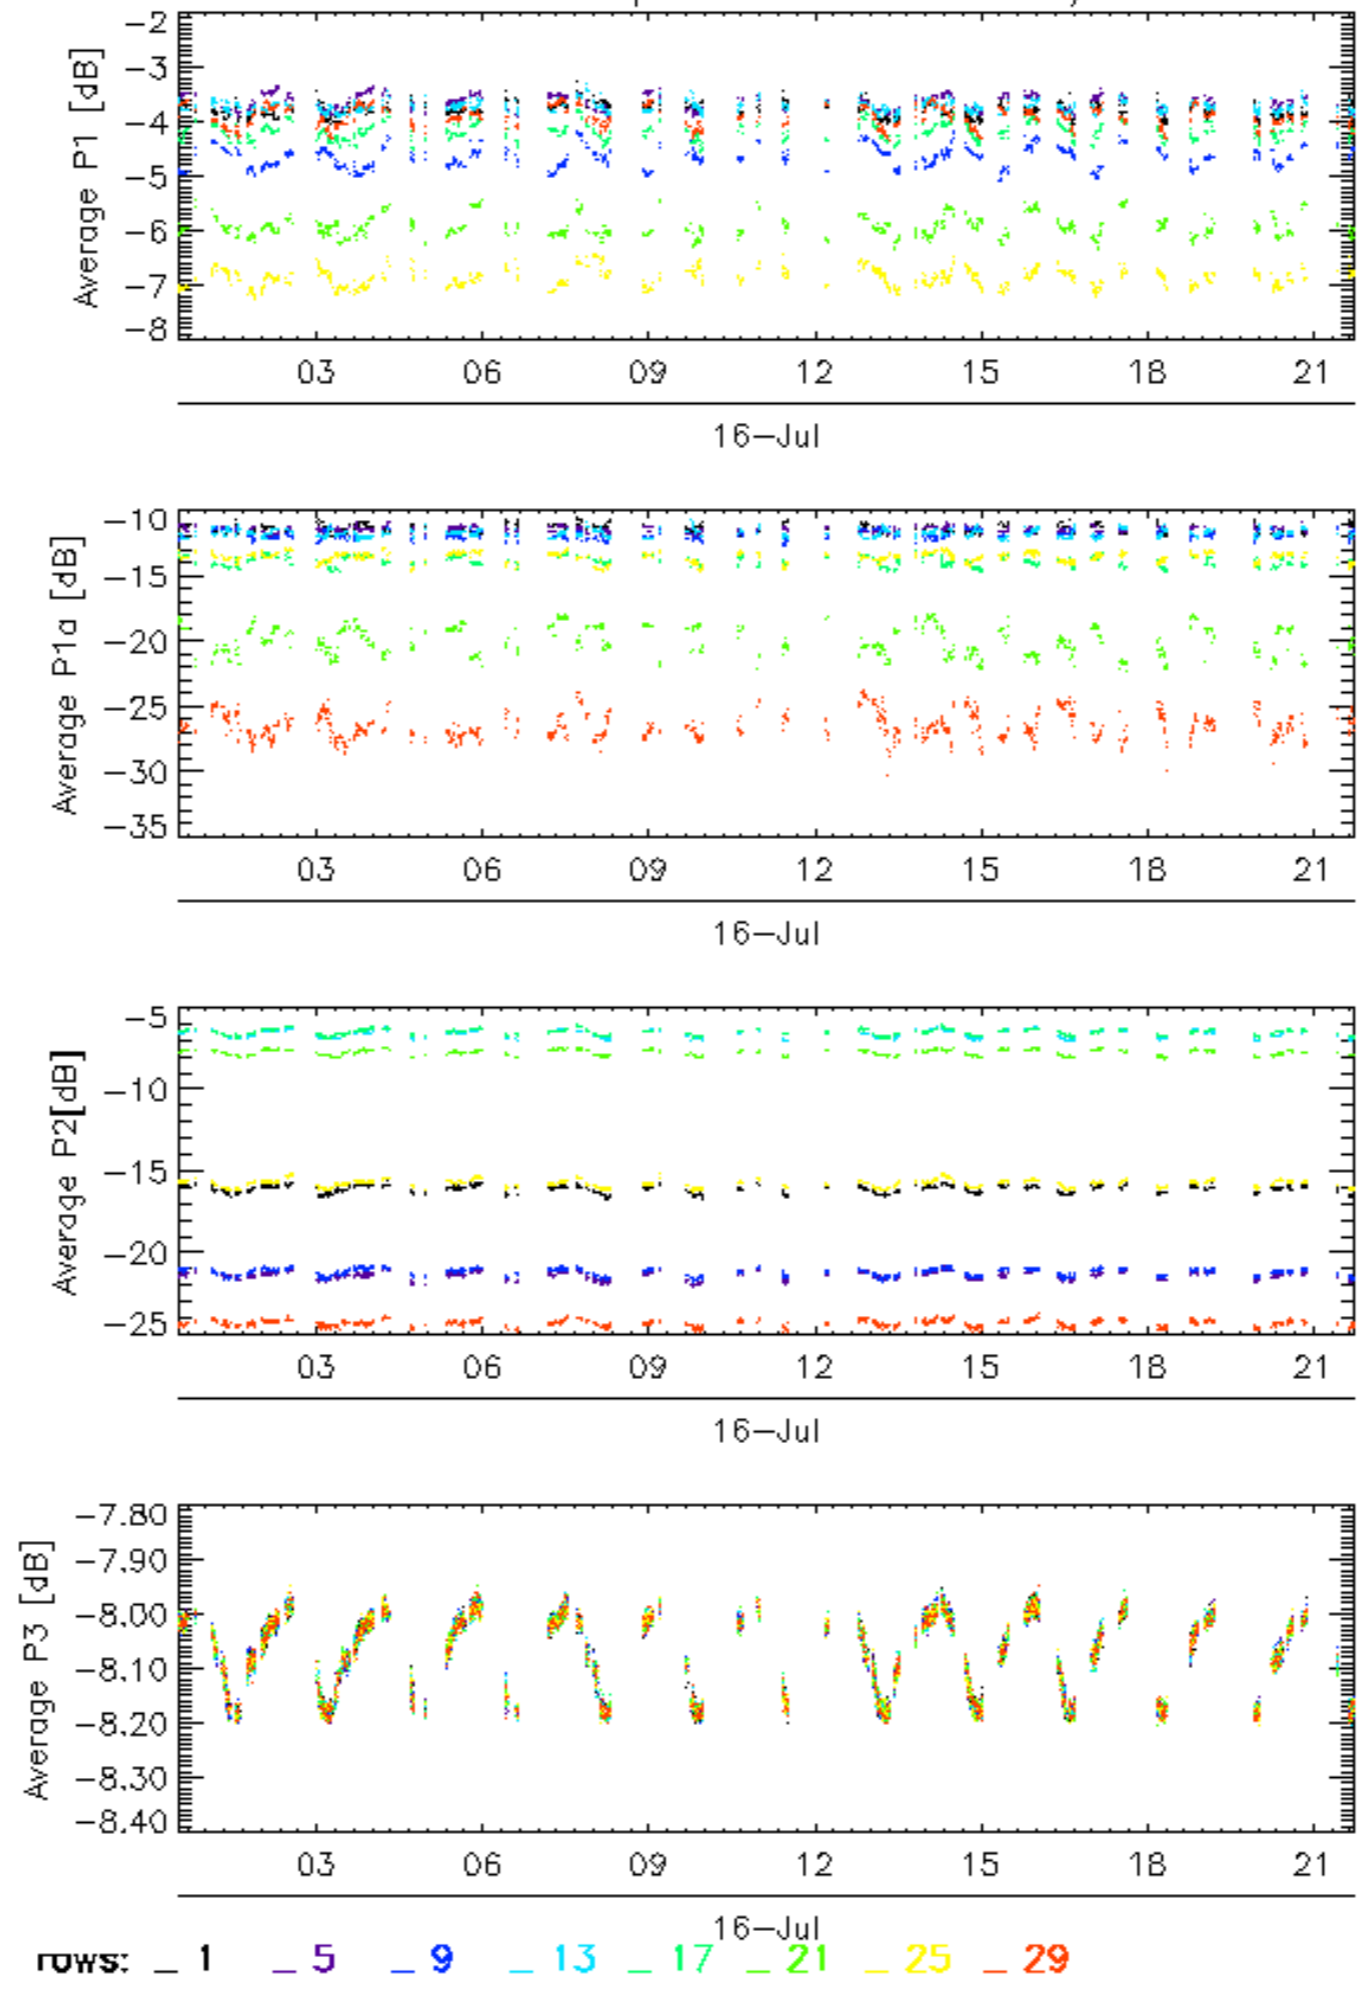 Average P1 [dB]
-2
-3
-4
-5
-6
-7
-8
03 06 09 12 15 18 21
16-Jul
Average P1a [dB]
-10
-15
-20
-25
-30
-35
03 06 09 12 15 18 21
16-Jul
Average P2[dB]
-5
-10
-15
-20
-25
03 06 09 12 15 18 21
16-Jul
Average P3 [dB]
-7.80
-7.90
-8.00
-8.10
-8.20
-8.30
-8.40
03 06 09 12 15 18 21
16-Jul
rows: _ 1 _ 5 _ 9 _ 13 _ 17 _ 21 _ 25 _ 29